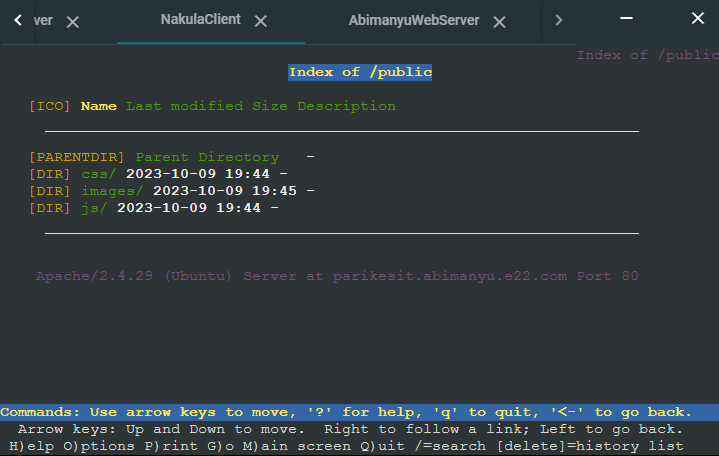 ver NakulaClient AbimanyuWebServer
Index of /public
Index of /public
[ICO] Name Last modified Size Description
[PARENTDIR] Parent Directory -
[DIR] css/ 2023-10-09 19:44 -
[DIR] images/ 2023-10-09 19:45 -
[DIR] js/ 2023-10-09 19:44 -
Apache/2.4.29 (Ubuntu) Server at parikesit.abimanyu.e22.com Port 80
Commands: Use arrow keys to move, '?' for help, 'q' to quit, '<-' to go back.
Arrow keys: Up and Down to move. Right to follow a link; Left to go back.
H)elp O)ptions P)rint G)o M)ain screen Q)uit /=search [delete]=history list